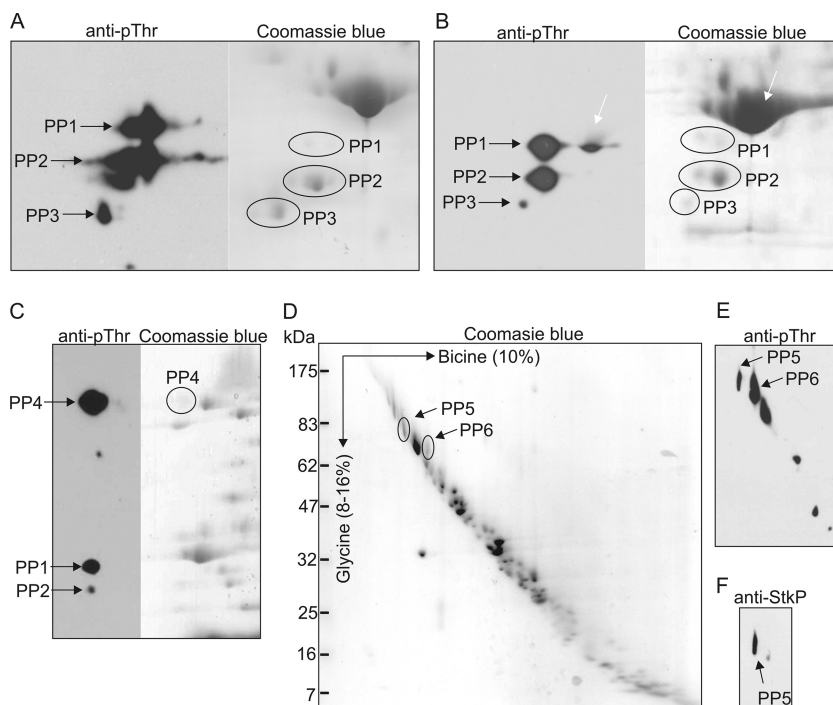 A
anti-pThr
Coomassie blue
PP1
PP2
PP3
PP1
PP2
PP3
B
anti-pThr
Coomassie blue
PP1
PP2
PP3
PP1
PP2
PP3
C
anti-pThr
Coomassie blue
PP4
PP4
PP1
PP2
D
kDa
Coomasie blue
Bicine (10%)
Glycine (8-16%)
175
83
62
47
32
25
16
7
PP5
PP6
E
anti-pThr
PP5
PP6
F
anti-StkP
PP5